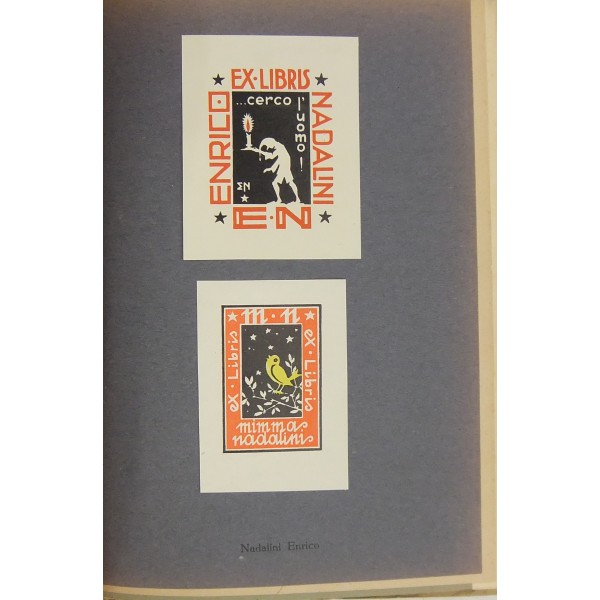 EX·LIBRIS
ENRICO
...cerco
l'uomo!
NADALINI
EN
E·N
m·n
ex·Libris
ex·Libris
mimma
nadalini
Nadalini Enrico